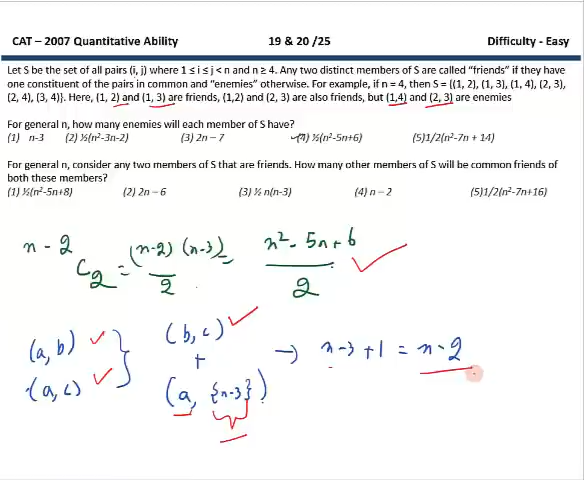 CAT – 2007 Quantitative Ability 19 & 20 /25 Difficulty - Easy
Let S be the set of all pairs (i, j) where 1 ≤ i ≤ j < n and n ≥ 4. Any two distinct members of S are called “friends” if they have
one constituent of the pairs in common and “enemies” otherwise. For example, if n = 4, then S = {(1, 2), (1, 3), (1, 4), (2, 3),
(2, 4), (3, 4)}. Here, (1, 2) and (1, 3) are friends, (1,2) and (2, 3) are also friends, but (1,4) and (2, 3) are enemies
For general n, how many enemies will each member of S have?
(1) n-3 (2) ½(n²-3n-2) (3) 2n – 7 (4) ½(n²-5n+6) (5)1/2(n²-7n + 14)
For general n, consider any two members of S that are friends. How many other members of S will be common friends of
both these members?
(1) ½(n²-5n+8) (2) 2n – 6 (3) ½ n(n-3) (4) n – 2 (5)1/2(n²-7n+16)
n - 2 C 2 = (n-2) (n-3) / 2 = n² - 5n + 6 / 2
(a, b) } (b, c)
+ → n-3 + 1 = n-2
(a, c) (a, {n-3})